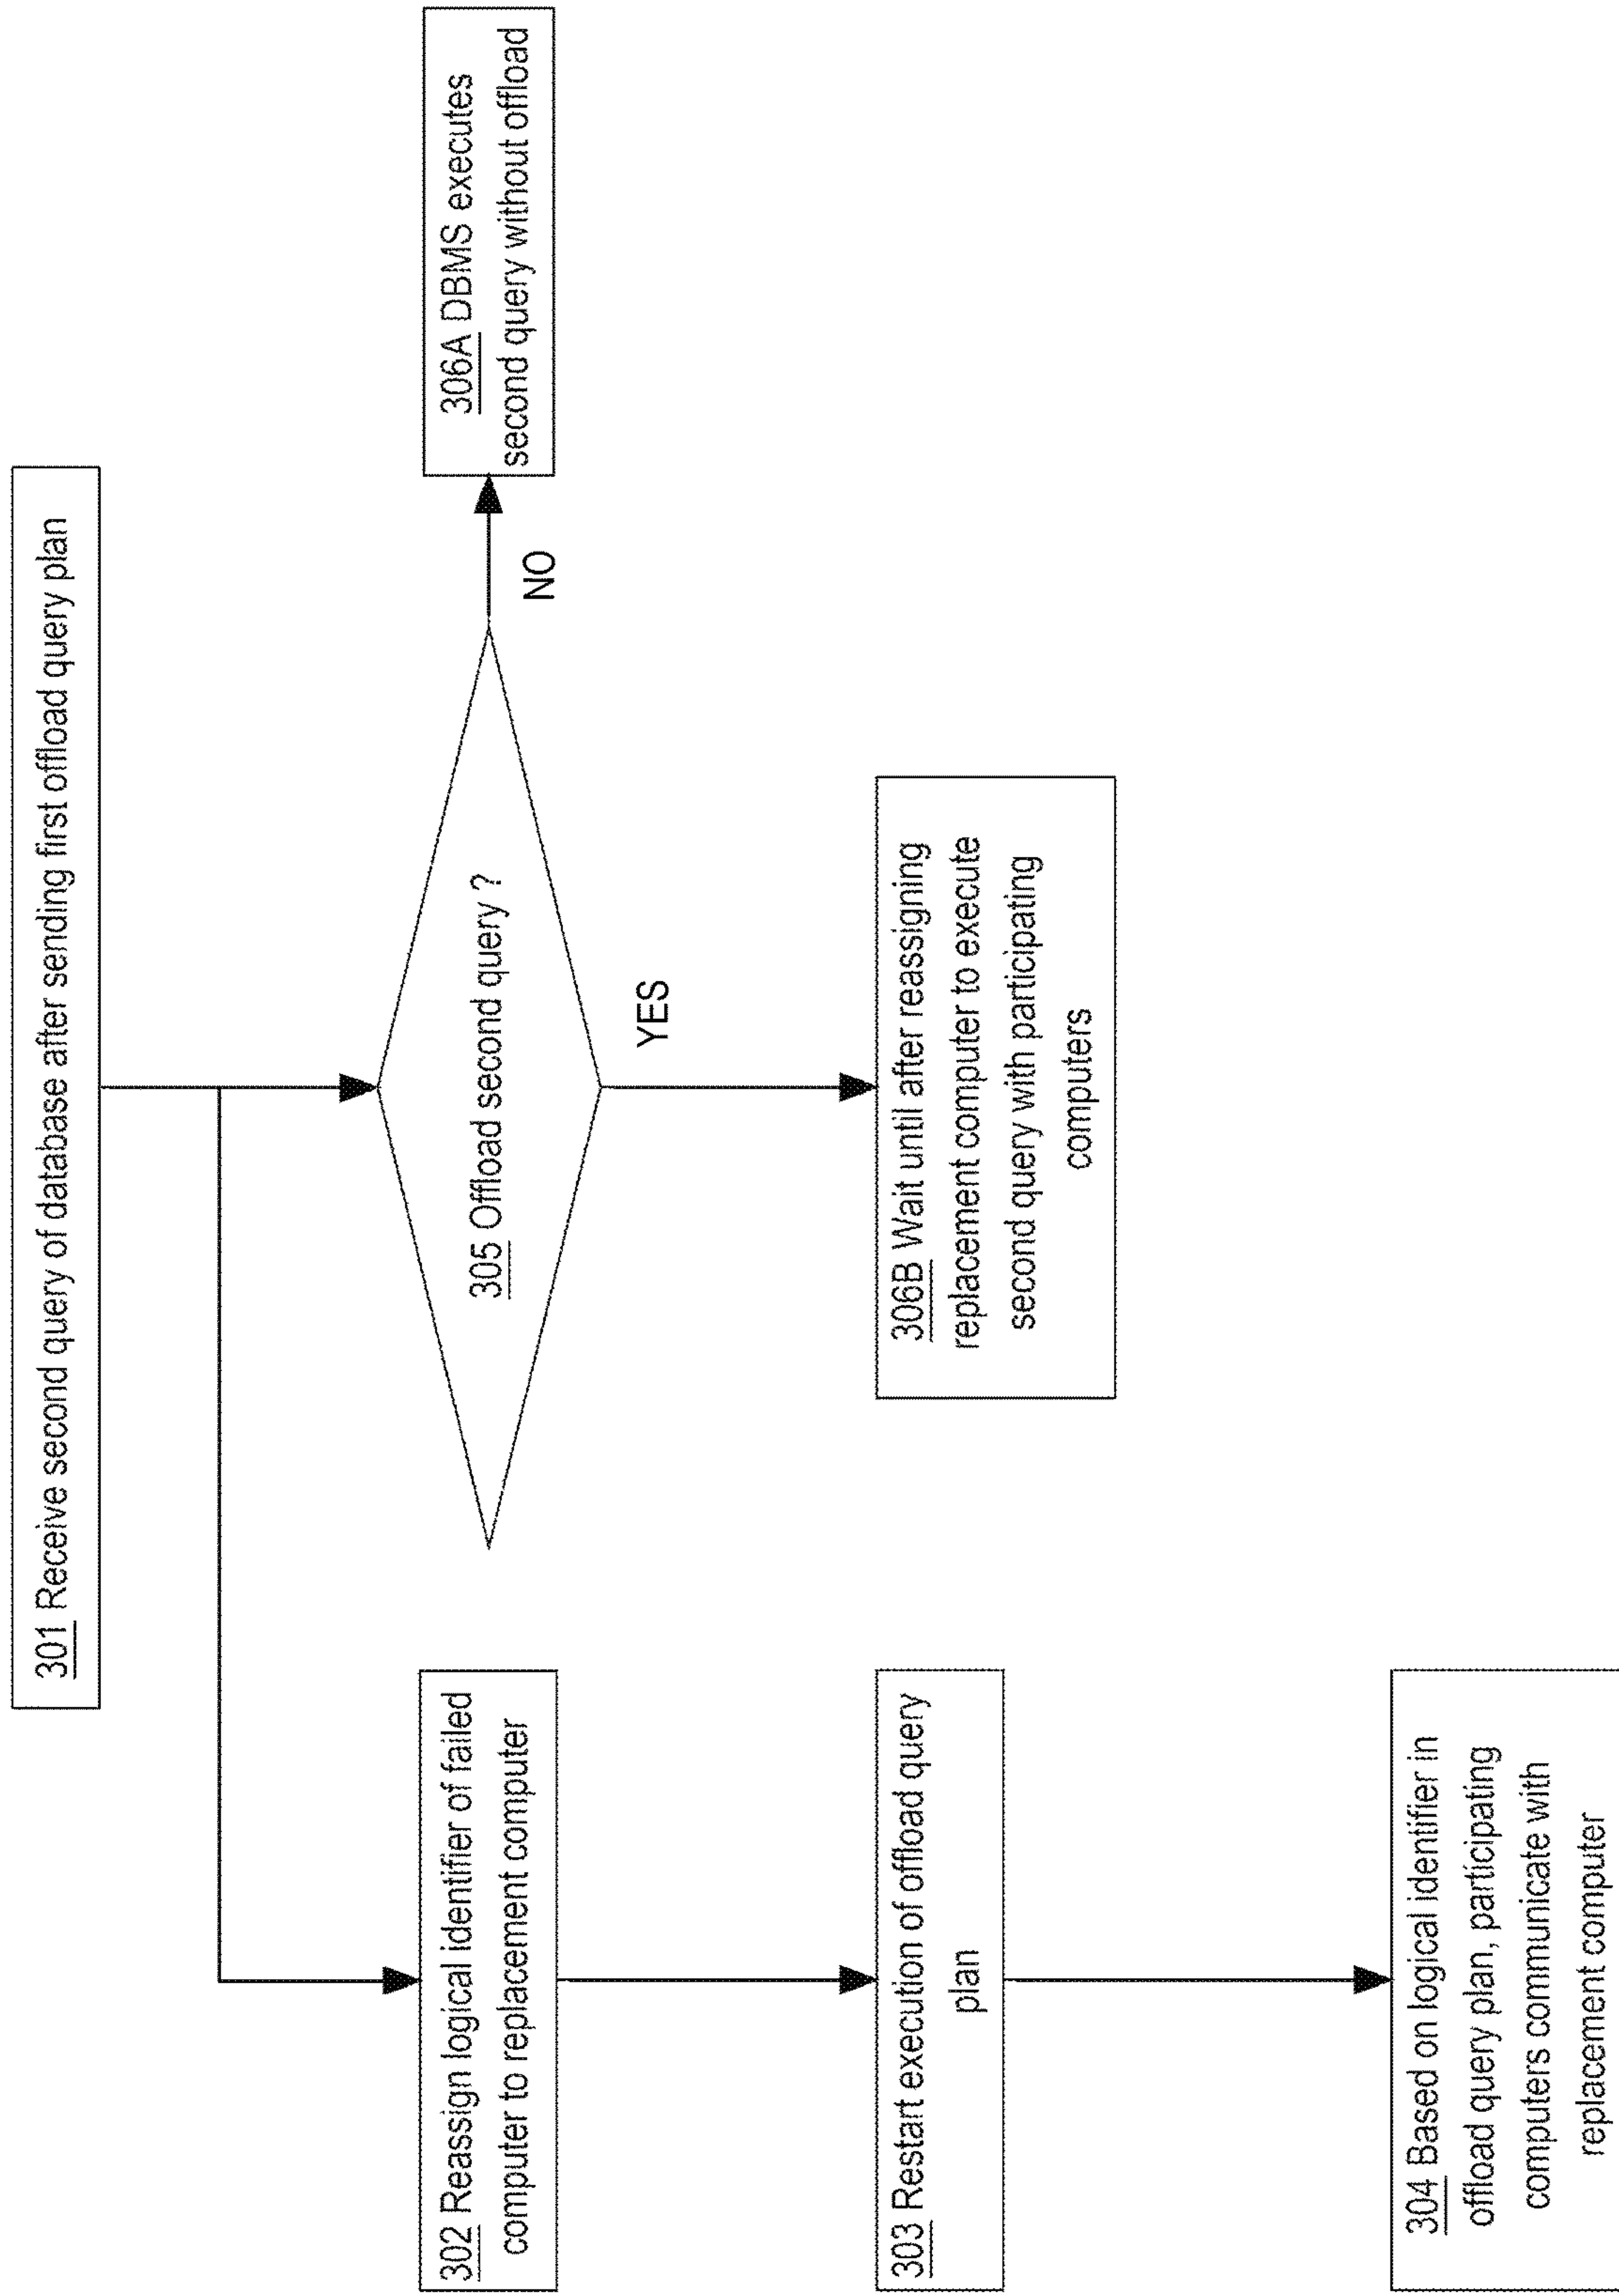 301 Receive second query of database after sending first offload query plan
302 Reassign logical identifier of failed
computer to replacement computer
303 Restart execution of offload query
plan
304 Based on logical identifier in
offload query plan, participating
computers communicate with
replacement computer
305 Offload second query ?
NO
306A DBMS executes
second query without offload
YES
306B Wait until after reassigning
replacement computer to execute
second query with participating
computers